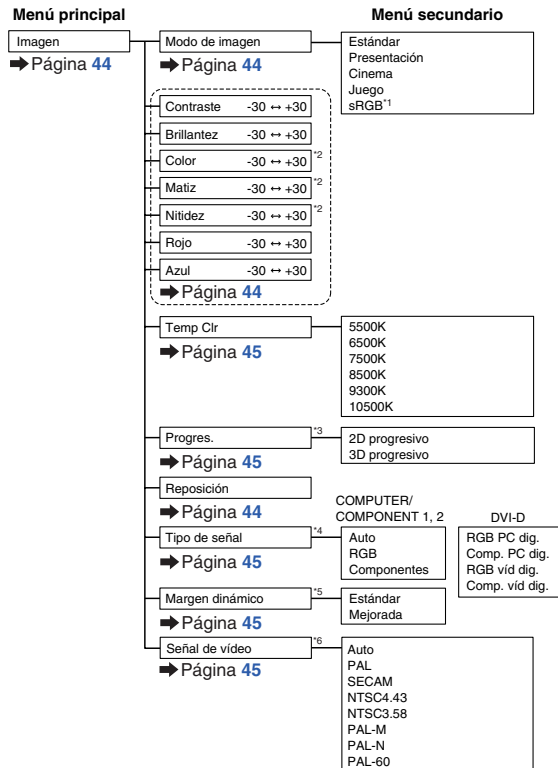 Menú principal
Menú secundario
Imagen
➡Página 44
Modo de imagen
➡Página 44
Estándar
Presentación
Cinema
Juego
sRGB*1
Contraste -30 ↔ +30
Brillantez -30 ↔ +30
Color -30 ↔ +30 *2
Matiz -30 ↔ +30 *2
Nitidez -30 ↔ +30 *2
Rojo -30 ↔ +30
Azul -30 ↔ +30
➡Página 44
Temp Clr
➡Página 45
5500K
6500K
7500K
8500K
9300K
10500K
Progres. *3
➡Página 45
2D progresivo
3D progresivo
Reposición
➡Página 44
Tipo de señal *4
➡Página 45
COMPUTER/
COMPONENT 1, 2
Auto
RGB
Componentes
DVI-D
RGB PC dig.
Comp. PC dig.
RGB víd dig.
Comp. víd dig.
Margen dinámico *5
➡Página 45
Estándar
Mejorada
Señal de vídeo *6
➡Página 45
Auto
PAL
SECAM
NTSC4.43
NTSC3.58
PAL-M
PAL-N
PAL-60